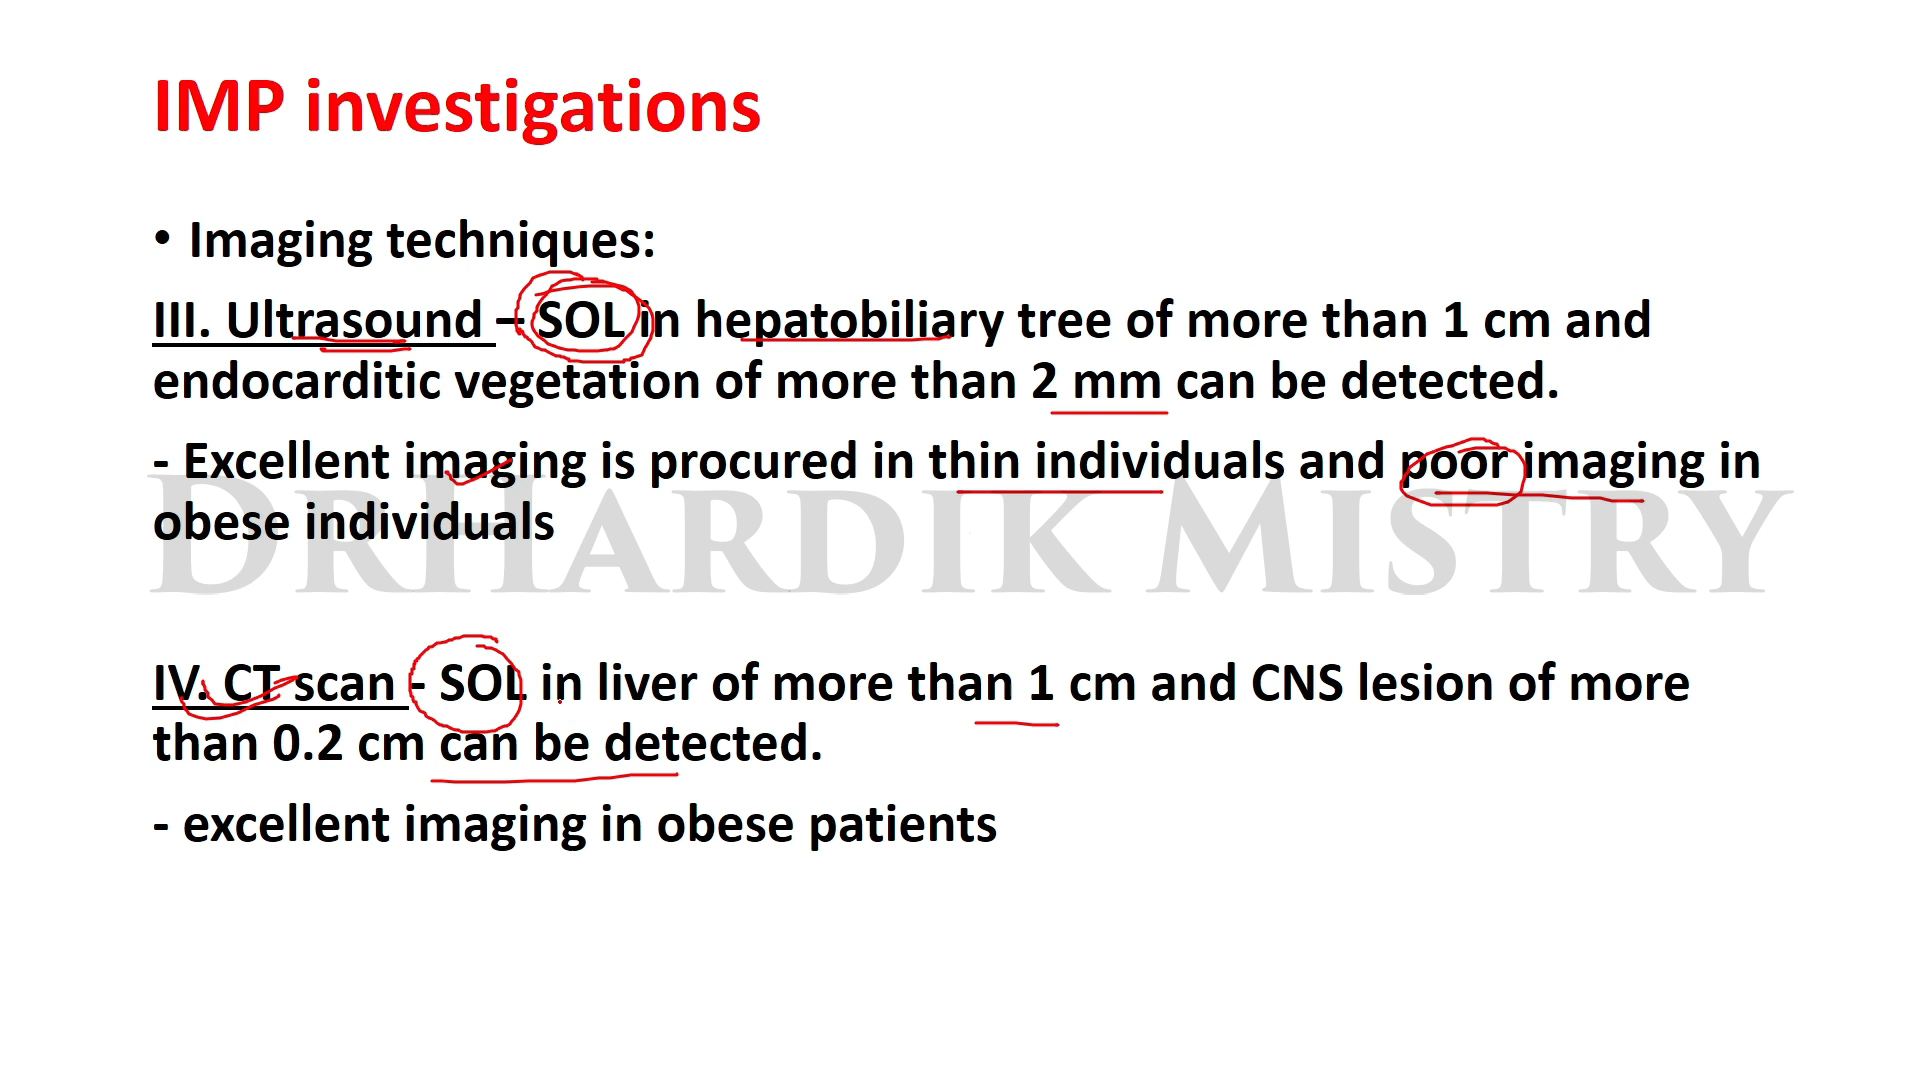 IMP investigations
• Imaging techniques:
III. Ultrasound – SOL in hepatobiliary tree of more than 1 cm and
endocarditic vegetation of more than 2 mm can be detected.
- Excellent imaging is procured in thin individuals and poor imaging in
obese individuals
DrHardik Mistry
IV. CT scan - SOL in liver of more than 1 cm and CNS lesion of more
than 0.2 cm can be detected.
- excellent imaging in obese patients